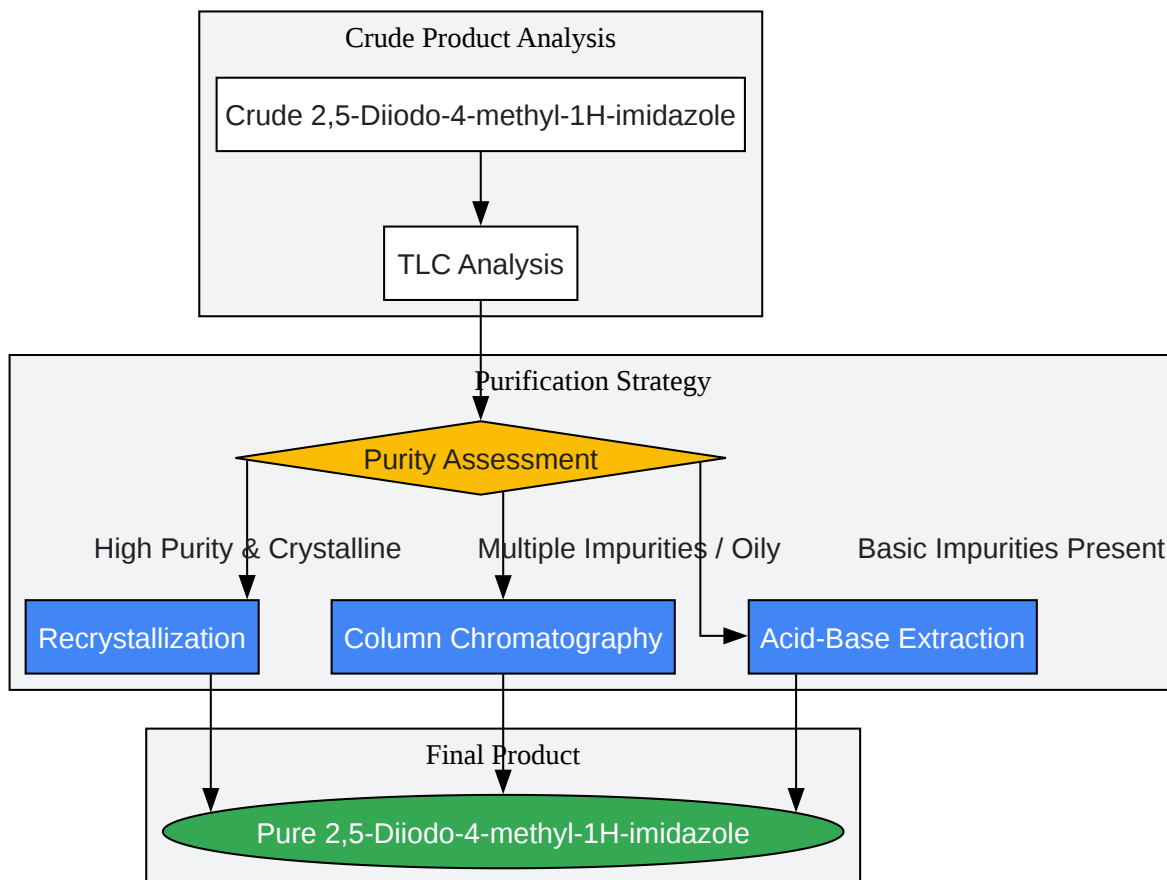 Crude Product Analysis
Crude 2,5-Diiodo-4-methyl-1H-imidazole
TLC Analysis
Purification Strategy
Purity Assessment
High Purity & Crystalline
Multiple Impurities / Oily
Basic Impurities Present
Recrystallization
Column Chromatography
Acid-Base Extraction
Final Product
Pure 2,5-Diiodo-4-methyl-1H-imidazole